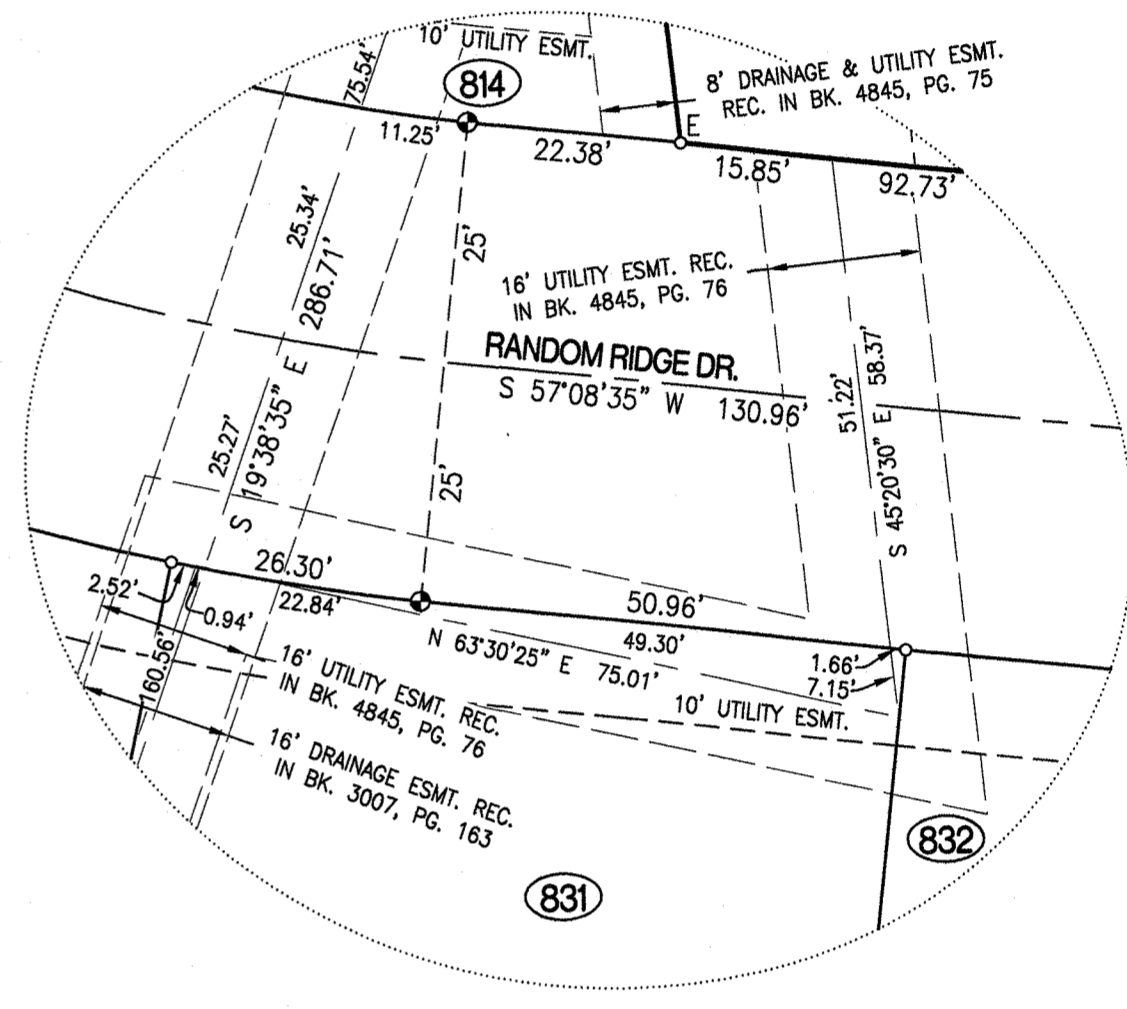 10' UTILITY ESMT.
75.54'
814
8' DRAINAGE & UTILITY ESMT.
REC. IN BK. 4845, PG. 75
11.25'
22.38'
E
15.85'
92.73'
25.34'
286.71'
25'
16' UTILITY ESMT. REC.
IN BK. 4845, PG. 76
RANDOM RIDGE DR.
S 57°08'35" W 130.96'
51.22'
S 45°20'30" E 58.37'
25.27'
S 19°38'35" E
25'
26.30'
2.52'
0.94'
22.84'
50.96'
49.30'
N 63°30'25" E 75.01'
1.66'
7.15'
160.56'
16' UTILITY ESMT. REC.
IN BK. 4845, PG. 76
10' UTILITY ESMT.
16' DRAINAGE ESMT. REC.
IN BK. 3007, PG. 163
832
831